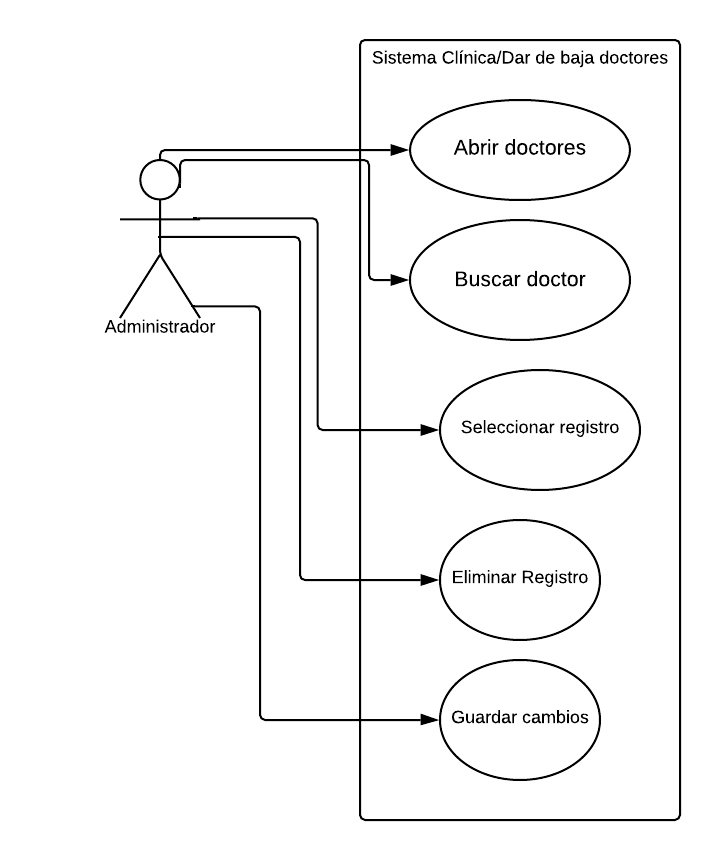 Sistema Clínica/Dar de baja doctores
Abrir doctores
Buscar doctor
Administrador
Seleccionar registro
Eliminar Registro
Guardar cambios